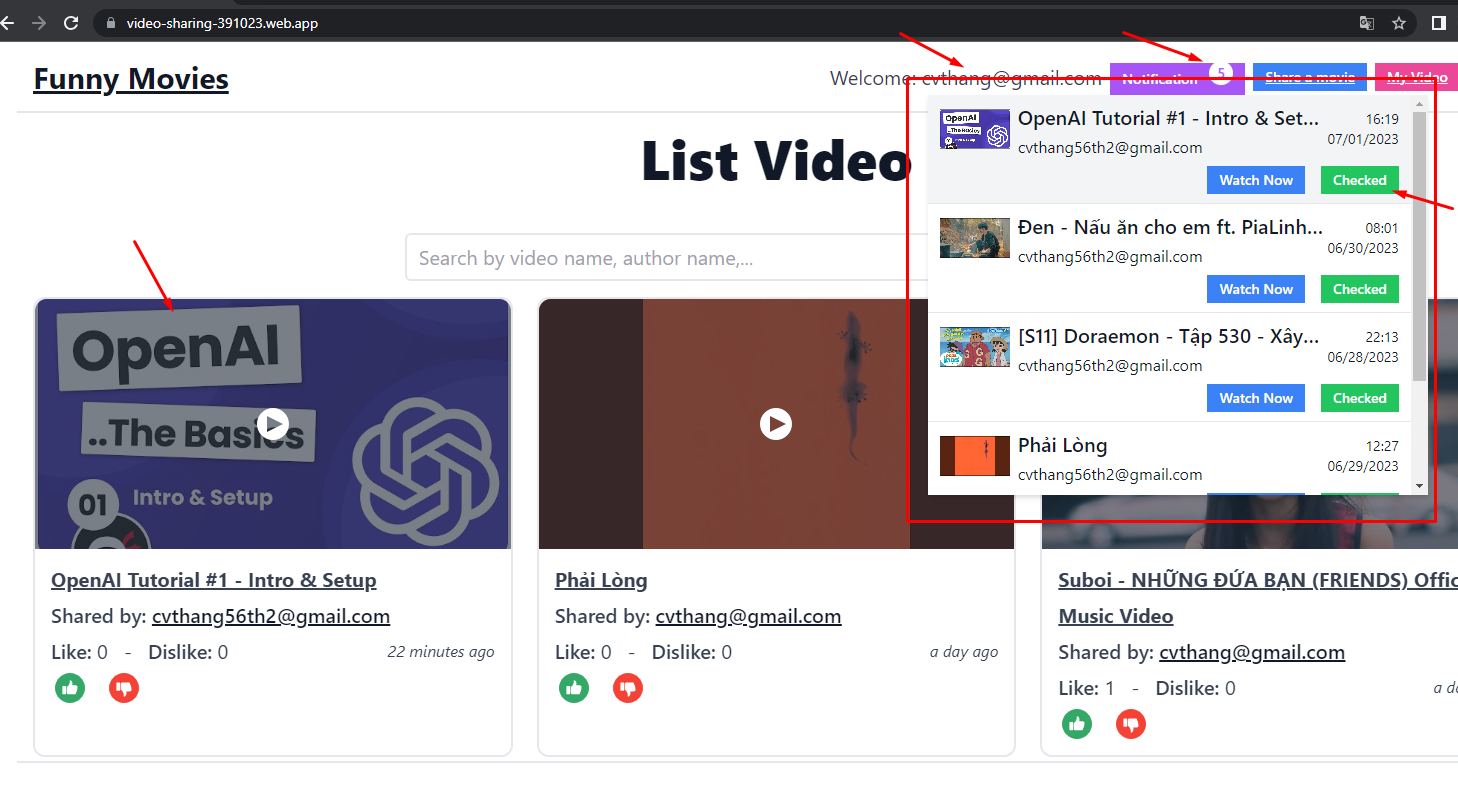 video-sharing-391023.web.app
Funny Movies
Welcome: cvthang@gmail.com
Notification 5
Share a movie
My Video
List Video
Search by video name, author name,...
OpenAI Tutorial #1 - Intro & Set...
16:19
cvthang56th2@gmail.com
07/01/2023
Watch Now
Checked
Đen - Nấu ăn cho em ft. PiaLinh...
08:01
cvthang56th2@gmail.com
06/30/2023
Watch Now
Checked
[S11] Doraemon - Tập 530 - Xây...
22:13
cvthang56th2@gmail.com
06/28/2023
Watch Now
Checked
Phải Lòng
12:27
cvthang56th2@gmail.com
06/29/2023
OpenAI
..The Basics
01
Intro & Setup
OpenAI Tutorial #1 - Intro & Setup
Shared by: cvthang56th2@gmail.com
Like: 0 - Dislike: 0
22 minutes ago
Phải Lòng
Shared by: cvthang@gmail.com
Like: 0 - Dislike: 0
a day ago
Suboi - NHỮNG ĐỨA BẠN (FRIENDS) Offic
Music Video
Shared by: cvthang@gmail.com
Like: 1 - Dislike: 0
a da